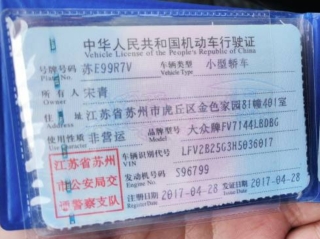 中华人民共和国机动车行驶证
Vehicle License of the People's Republic of China
号牌号码 苏E99R7V 车辆类型 小型轿车
Plate No. Vehicle Type
所有人 宋青
Owner
住址 江苏省苏州市虎丘区金色家园81幢401室
Address
使用性质 非营运 品牌型号 大众牌FV7144LBDBG
Use Character Model
江苏省苏州市公安局交警察支队
车辆识别代号 LFV2B25G3H5036017
VIN
发动机号码 S96799
Engine No.
注册日期 2017-04-28 发证日期 2017-04-28
Register Date Issue Date